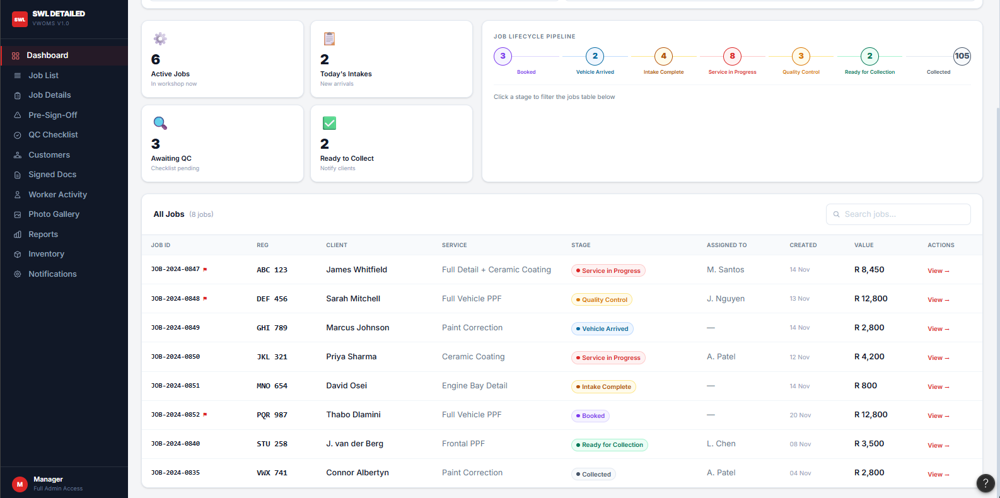 SWL
SWL DETAILED
VWOMS V1.0
Dashboard
Job List
Job Details
Pre-Sign-Off
QC Checklist
Customers
Signed Docs
Worker Activity
Photo Gallery
Reports
Inventory
Notifications
M
Manager
Full Admin Access
6
Active Jobs
In workshop now
2
Today's Intakes
New arrivals
3
Awaiting QC
Checklist pending
2
Ready to Collect
Notify clients
JOB LIFECYCLE PIPELINE
3 2 4 8 3 2 105
Booked Vehicle Arrived Intake Complete Service in Progress Quality Control Ready for Collection Collected
Click a stage to filter the jobs table below
All Jobs (8 jobs)
Search jobs...
JOB ID REG CLIENT SERVICE STAGE ASSIGNED TO CREATED VALUE ACTIONS
JOB-2024-0847 ABC 123 James Whitfield Full Detail + Ceramic Coating Service in Progress M. Santos 14 Nov R 8,450 View →
JOB-2024-0848 DEF 456 Sarah Mitchell Full Vehicle PPF Quality Control J. Nguyen 13 Nov R 12,800 View →
JOB-2024-0849 GHI 789 Marcus Johnson Paint Correction Vehicle Arrived — 14 Nov R 2,800 View →
JOB-2024-0850 JKL 321 Priya Sharma Ceramic Coating Service in Progress A. Patel 12 Nov R 4,200 View →
JOB-2024-0851 MNO 654 David Osei Engine Bay Detail Intake Complete — 14 Nov R 800 View →
JOB-2024-0852 PQR 987 Thabo Dlamini Full Vehicle PPF Booked — 20 Nov R 12,800 View →
JOB-2024-0840 STU 258 J. van der Berg Frontal PPF Ready for Collection L. Chen 08 Nov R 3,500 View →
JOB-2024-0835 VWX 741 Connor Albertyn Paint Correction Collected A. Patel 04 Nov R 2,800 View →
?